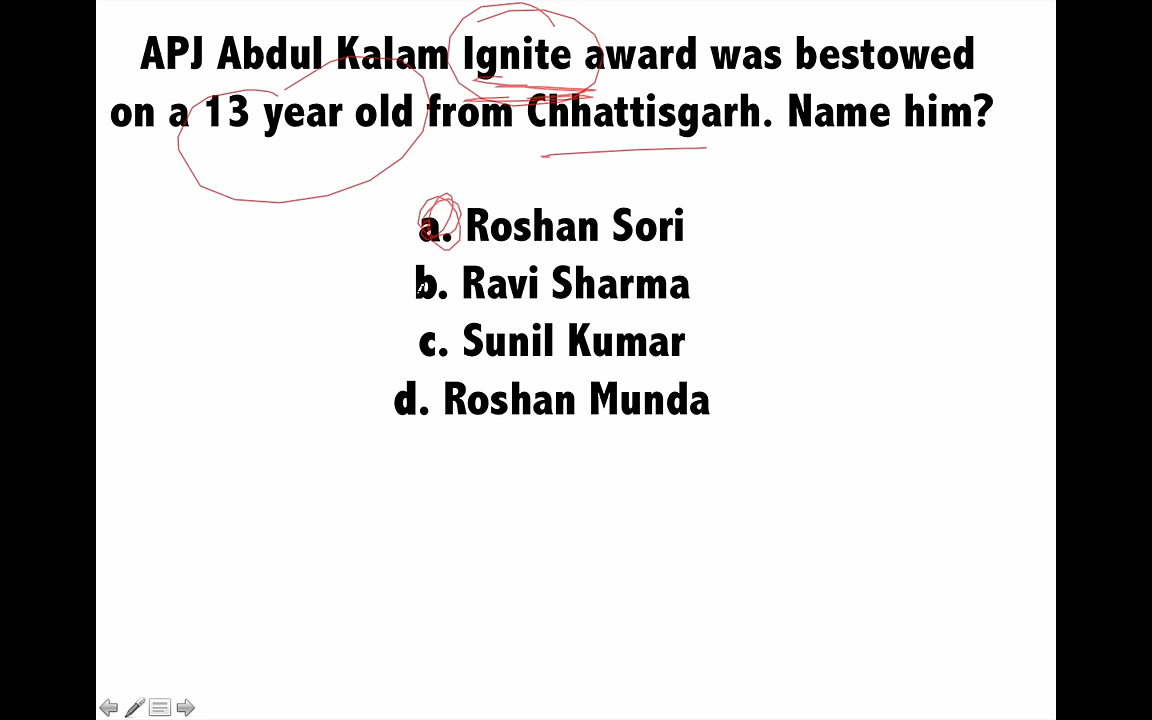 APJ Abdul Kalam Ignite award was bestowed
on a 13 year old from Chhattisgarh. Name him?
a. Roshan Sori
b. Ravi Sharma
c. Sunil Kumar
d. Roshan Munda